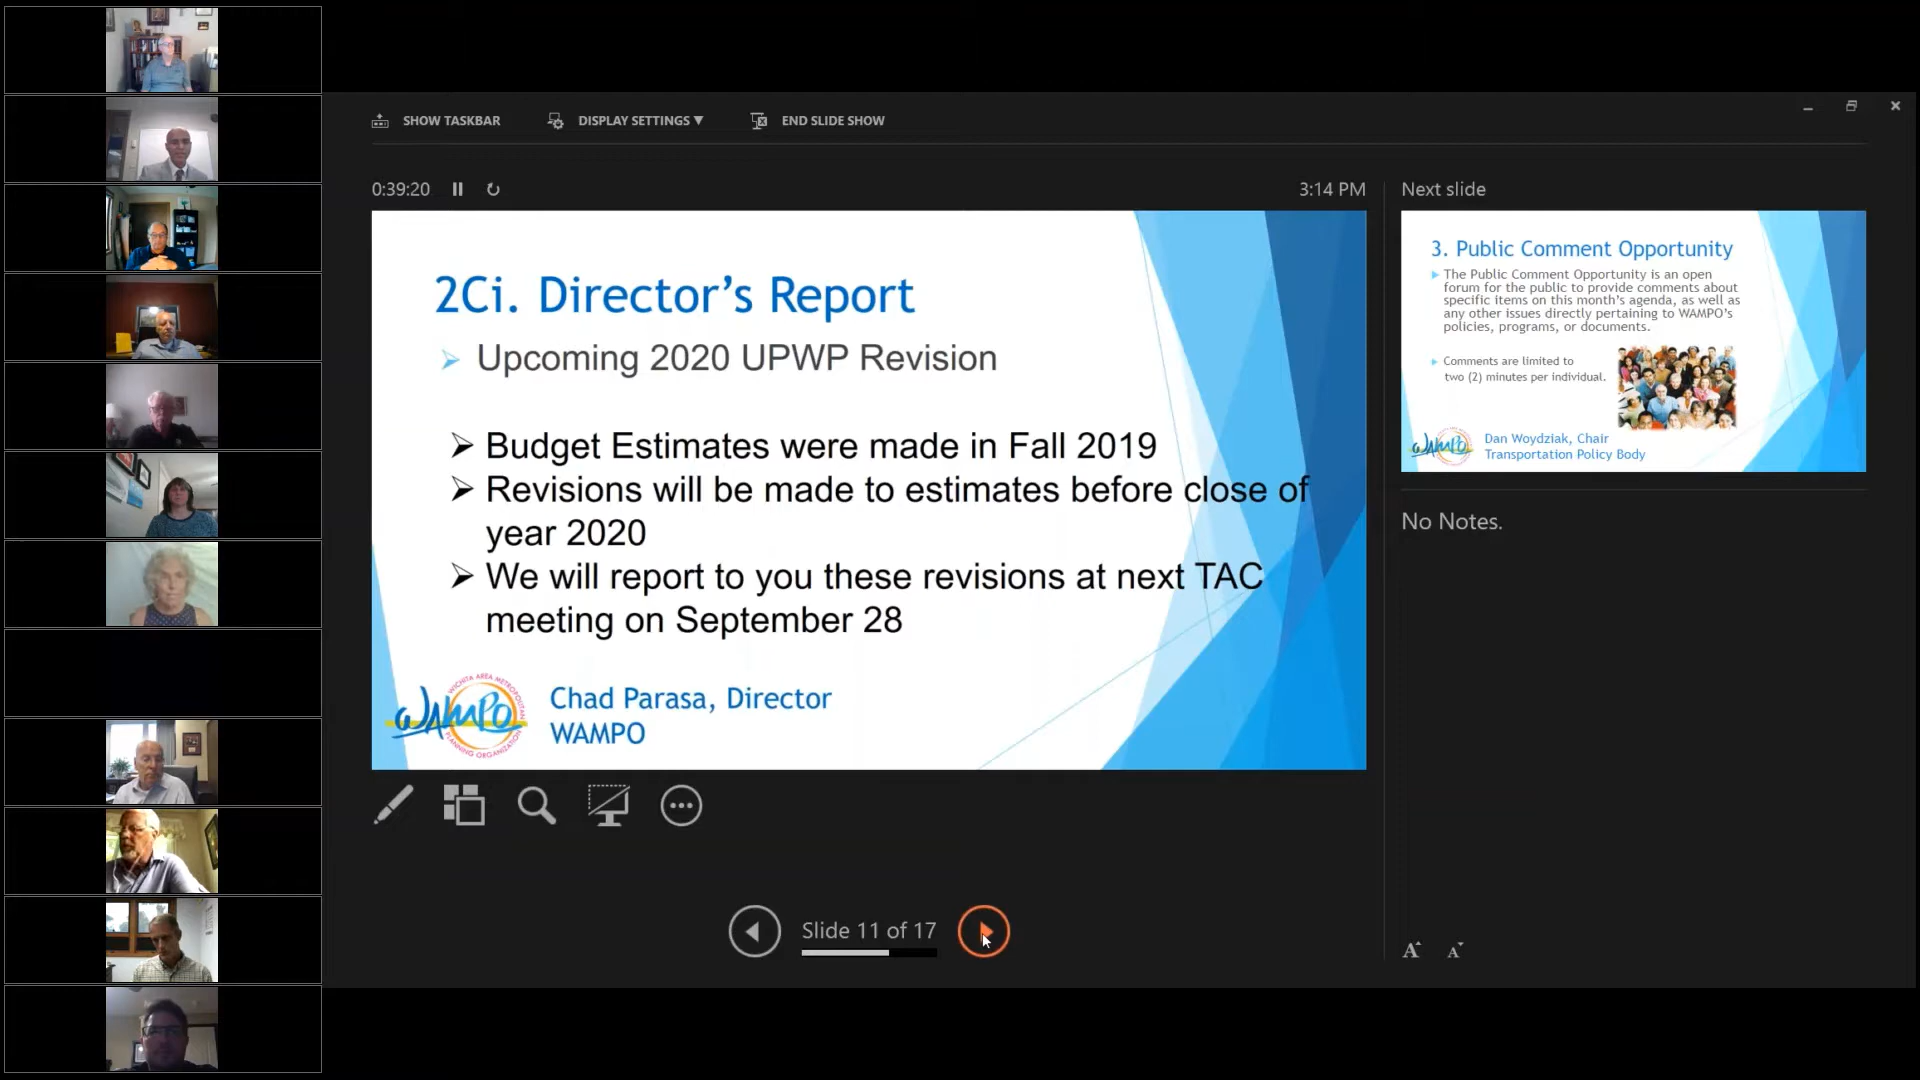 SHOW TASKBAR
DISPLAY SETTINGS ▼
END SLIDE SHOW
0:39:20
3:14 PM
Next slide
2Ci. Director's Report
Upcoming 2020 UPWP Revision
Budget Estimates were made in Fall 2019
Revisions will be made to estimates before close of
year 2020
We will report to you these revisions at next TAC
meeting on September 28
WICHITA AREA METROPOLITAN
WAMPO
PLANNING ORGANIZATION
Chad Parasa, Director
WAMPO
3. Public Comment Opportunity
The Public Comment Opportunity is an open
forum for the public to provide comments about
specific items on this month's agenda, as well as
any other issues directly pertaining to WAMPO's
policies, programs, or documents.
Comments are limited to
two (2) minutes per individual.
WAMPO
Dan Woydziak, Chair
Transportation Policy Body
No Notes.
Slide 11 of 17
A A